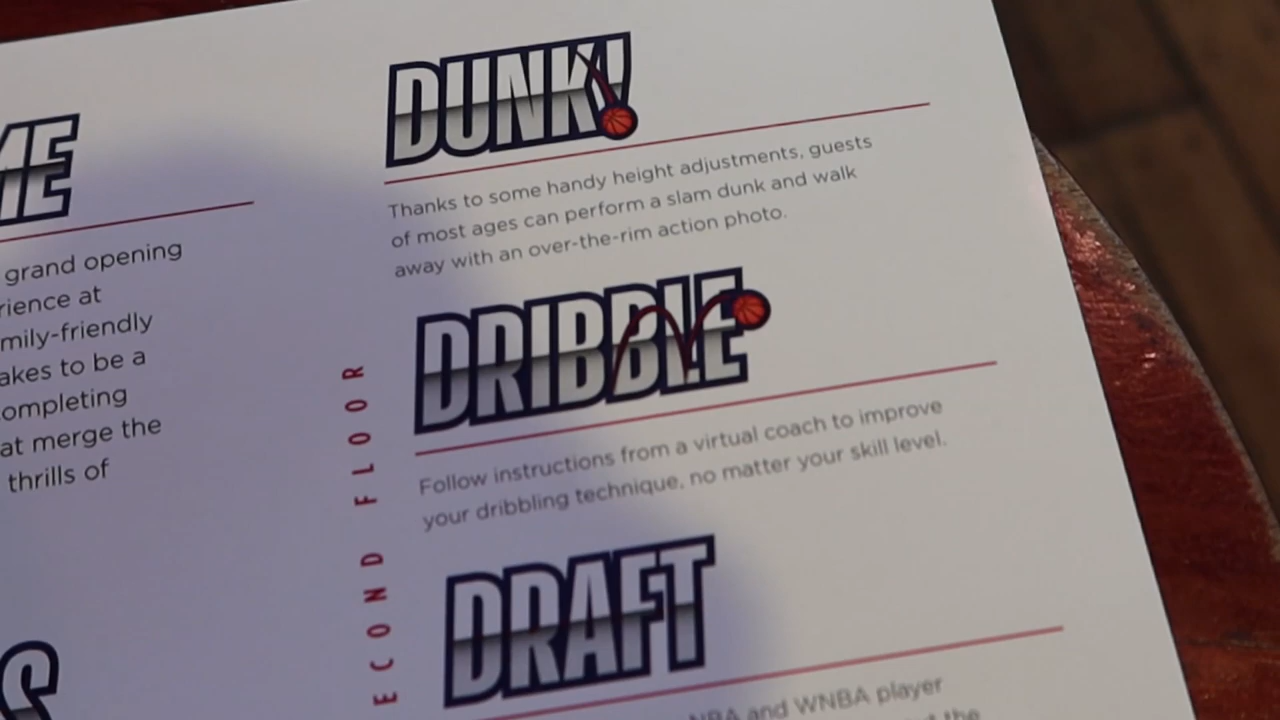 ME
grand opening
rience at
mily-friendly
akes to be a
ompleting
at merge the
thrills of
S
ECOND FLOOR
DUNK!
Thanks to some handy height adjustments, guests
of most ages can perform a slam dunk and walk
away with an over-the-rim action photo.
DRIBBLE
Follow instructions from a virtual coach to improve
your dribbling technique, no matter your skill level.
DRAFT
NBA and WNBA player
the